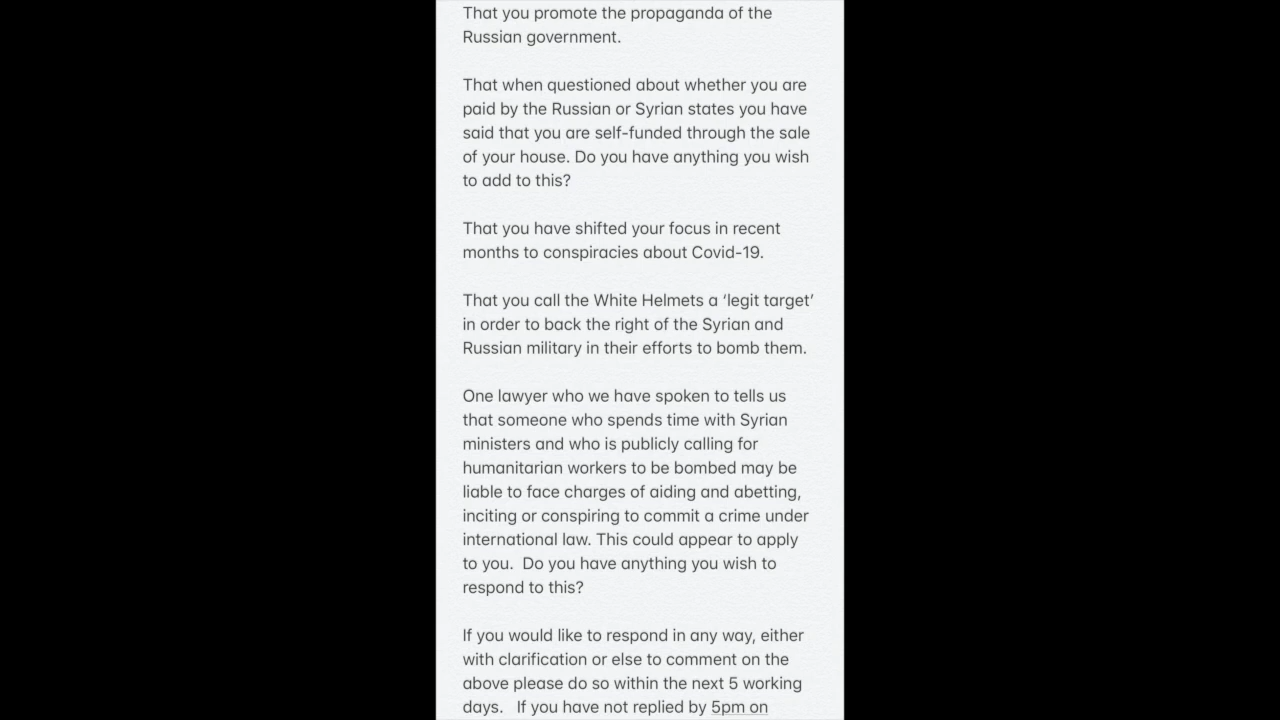 That you promote the propaganda of the
Russian government.
That when questioned about whether you are
paid by the Russian or Syrian states you have
said that you are self-funded through the sale
of your house. Do you have anything you wish
to add to this?
That you have shifted your focus in recent
months to conspiracies about Covid-19.
That you call the White Helmets a ‘legit target’
in order to back the right of the Syrian and
Russian military in their efforts to bomb them.
One lawyer who we have spoken to tells us
that someone who spends time with Syrian
ministers and who is publicly calling for
humanitarian workers to be bombed may be
liable to face charges of aiding and abetting,
inciting or conspiring to commit a crime under
international law. This could appear to apply
to you.  Do you have anything you wish to
respond to this?
If you would like to respond in any way, either
with clarification or else to comment on the
above please do so within the next 5 working
days.   If you have not replied by 5pm on